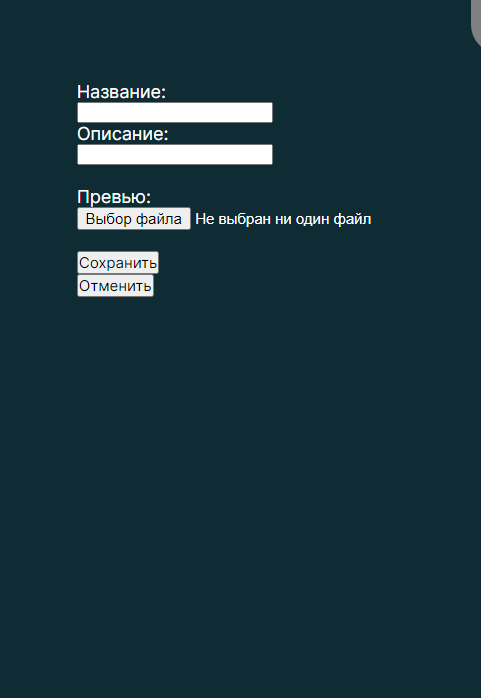 Название:
Описание:
Превью:
Выбор файла Не выбран ни один файл
Сохранить
Отменить